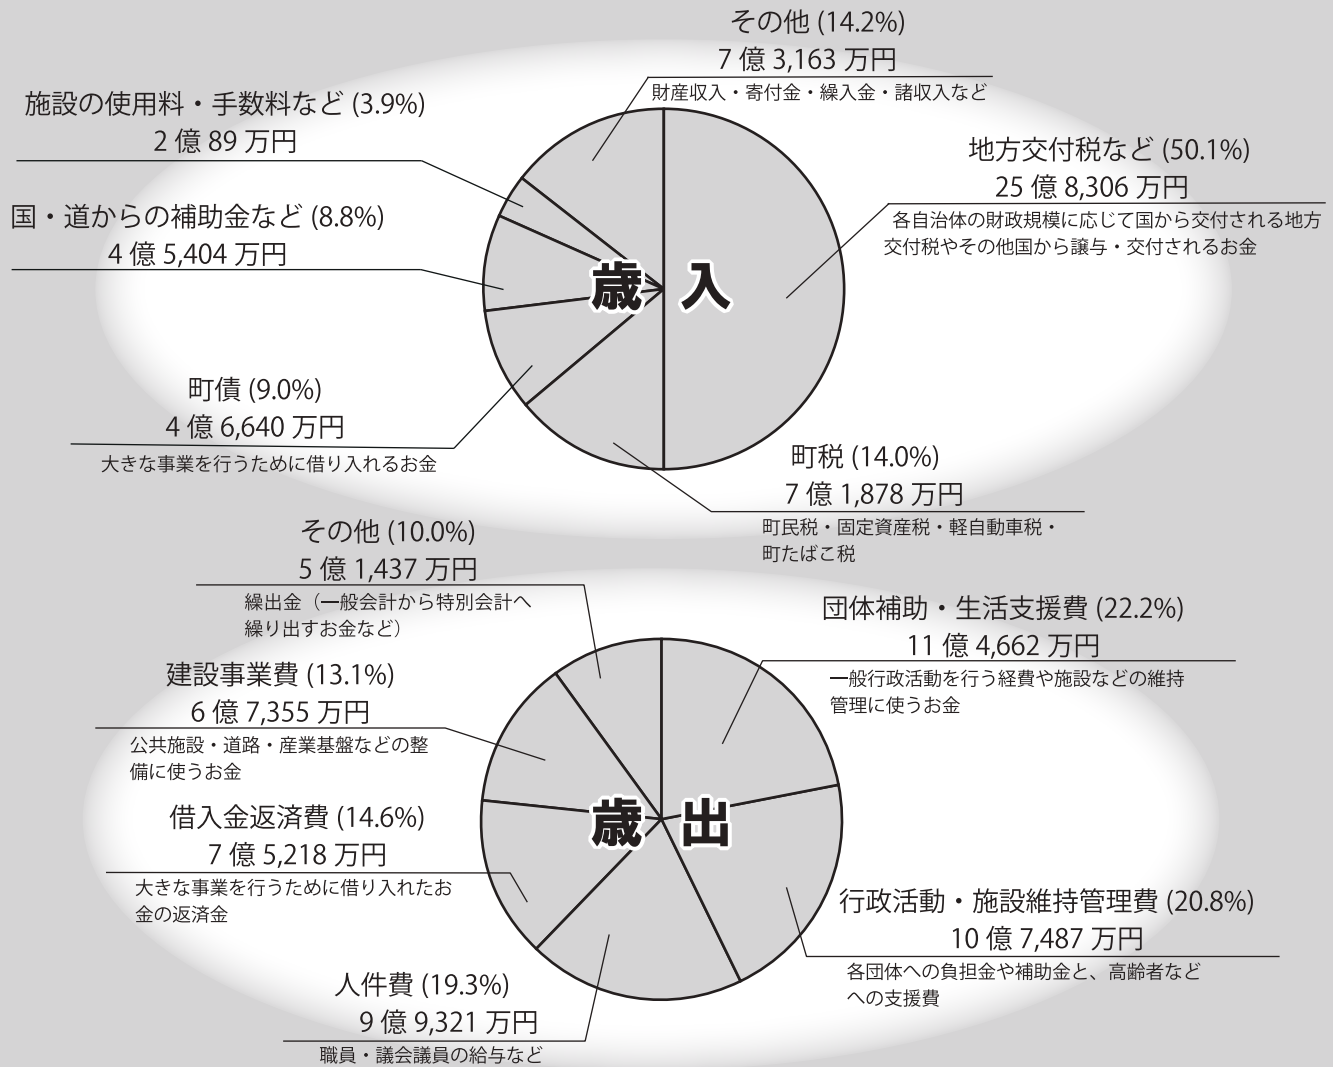 その他 (14.2%)
7 億 3,163 万円
財産収入・寄付金・繰入金・諸収入など
施設の使用料・手数料など (3.9%)
2 億 89 万円
地方交付税など (50.1%)
25 億 8,306 万円
各自治体の財政規模に応じて国から交付される地方
交付税やその他国から譲与・交付されるお金
国・道からの補助金など (8.8%)
4 億 5,404 万円
歳入
町債 (9.0%)
4 億 6,640 万円
大きな事業を行うために借り入れるお金
町税 (14.0%)
7 億 1,878 万円
町民税・固定資産税・軽自動車税・
町たばこ税
その他 (10.0%)
5 億 1,437 万円
繰出金（一般会計から特別会計へ
繰り出すお金など）
団体補助・生活支援費 (22.2%)
11 億 4,662 万円
一般行政活動を行う経費や施設などの維持
管理に使うお金
建設事業費 (13.1%)
6 億 7,355 万円
公共施設・道路・産業基盤などの整
備に使うお金
借入金返済費 (14.6%)
7 億 5,218 万円
大きな事業を行うために借り入れたお
金の返済金
歳出
行政活動・施設維持管理費 (20.8%)
10 億 7,487 万円
各団体への負担金や補助金と、高齢者など
への支援費
人件費 (19.3%)
9 億 9,321 万円
職員・議会議員の給与など